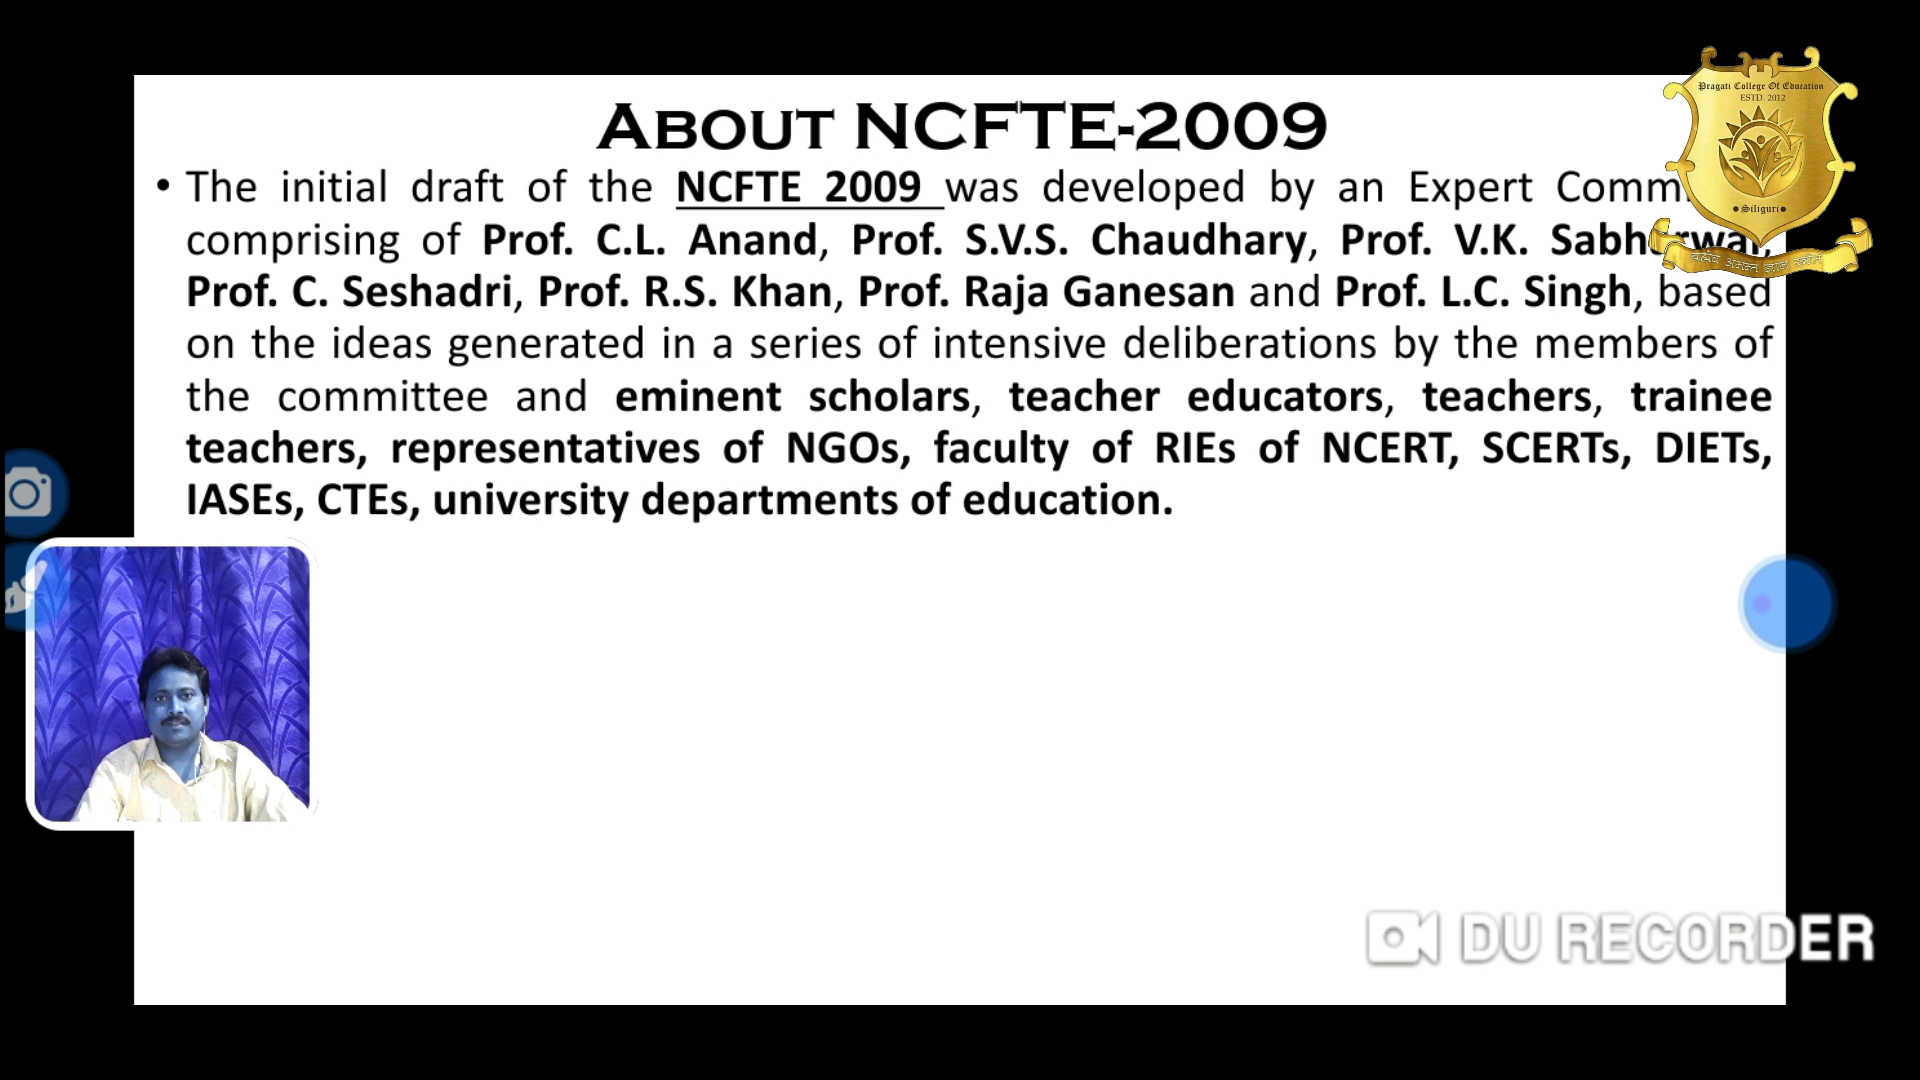 ABOUT NCFTE-2009
• The initial draft of the NCFTE 2009 was developed by an Expert
comprising of Prof. C.L. Anand, Prof. S.V.S. Chaudhary, Prof. V.K.
Prof. C. Seshadri, Prof. R.S. Khan, Prof. Raja Ganesan and Prof. L.C. Singh, based
on the ideas generated in a series of intensive deliberations by the members of
the committee and eminent scholars, teacher educators, teachers, trainee
teachers, representatives of NGOs, faculty of RIEs of NCERT, SCERTs, DIETs,
IASEs, CTEs, university departments of education.
Pragati College Of Education
ESTD. 2012
•Siliguri•
DU RECORDER